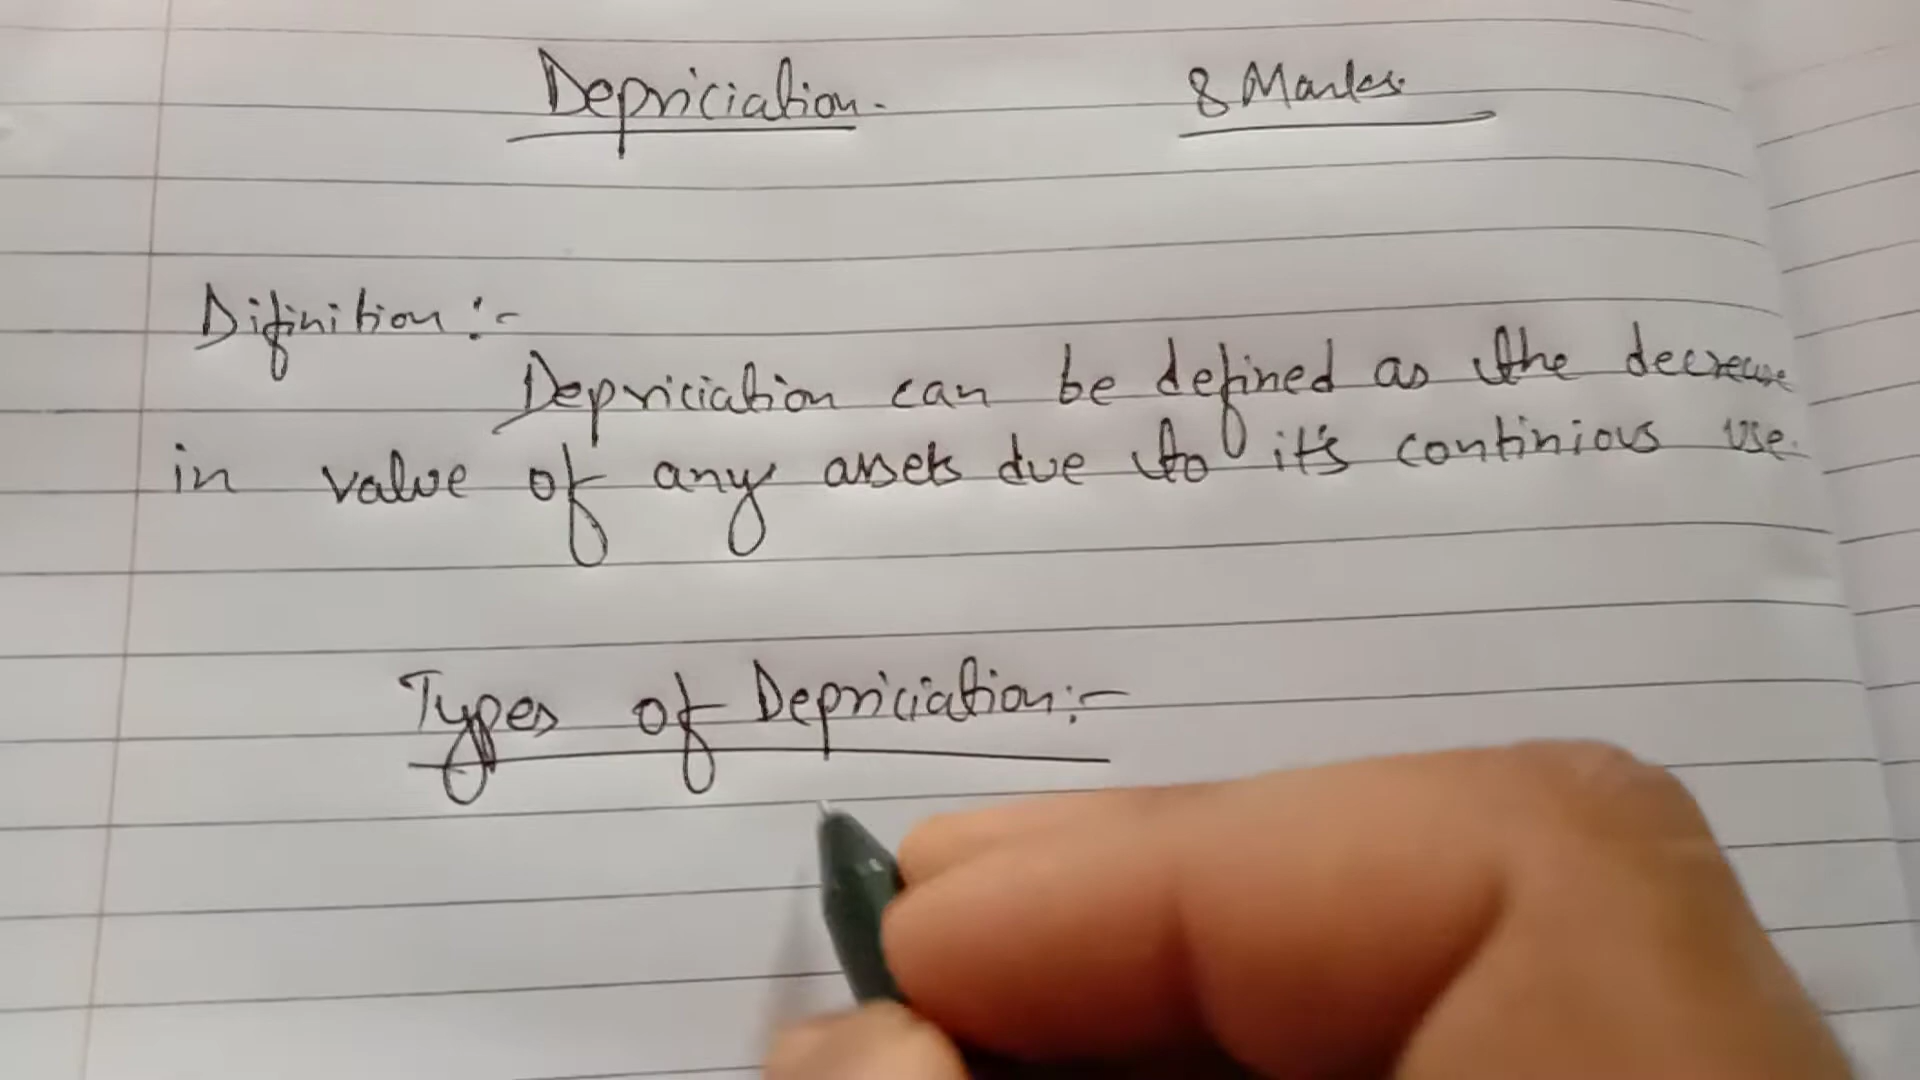 Depriciation. 8 Marks.
Difinition :-
Depriciation can be defined as the decrease
in value of any assets due to it's continious use.
Types of Depriciation :-